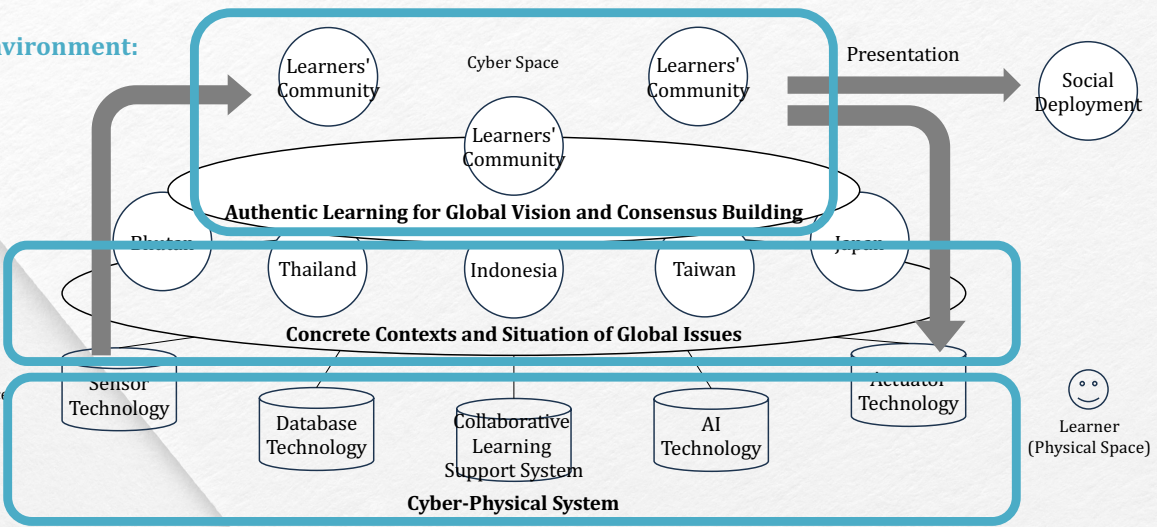 vironment:
Learners'
Community
Cyber Space
Learners'
Community
Presentation
Social
Deployment
Learners'
Community
Authentic Learning for Global Vision and Consensus Building
Bhutan
Japan
Thailand
Indonesia
Taiwan
Concrete Contexts and Situation of Global Issues
Sensor
Technology
Actuator
Technology
Database
Technology
Collaborative
Learning
Support System
AI
Technology
Learner
(Physical Space)
Cyber-Physical System